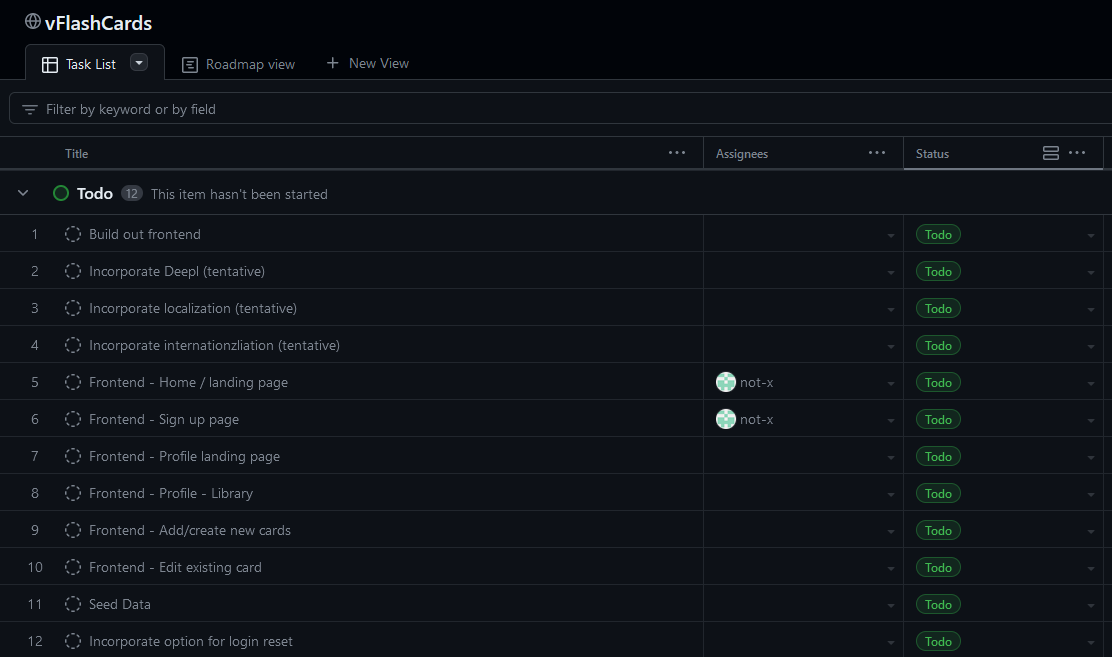 vFlashCards
Task List Roadmap view New View
Filter by keyword or by field
Title Assignees Status
Todo 12 This item hasn't been started
1 Build out frontend Todo
2 Incorporate Deepl (tentative) Todo
3 Incorporate localization (tentative) Todo
4 Incorporate internationzliation (tentative) Todo
5 Frontend - Home / landing page not-x Todo
6 Frontend - Sign up page not-x Todo
7 Frontend - Profile landing page Todo
8 Frontend - Profile - Library Todo
9 Frontend - Add/create new cards Todo
10 Frontend - Edit existing card Todo
11 Seed Data Todo
12 Incorporate option for login reset Todo